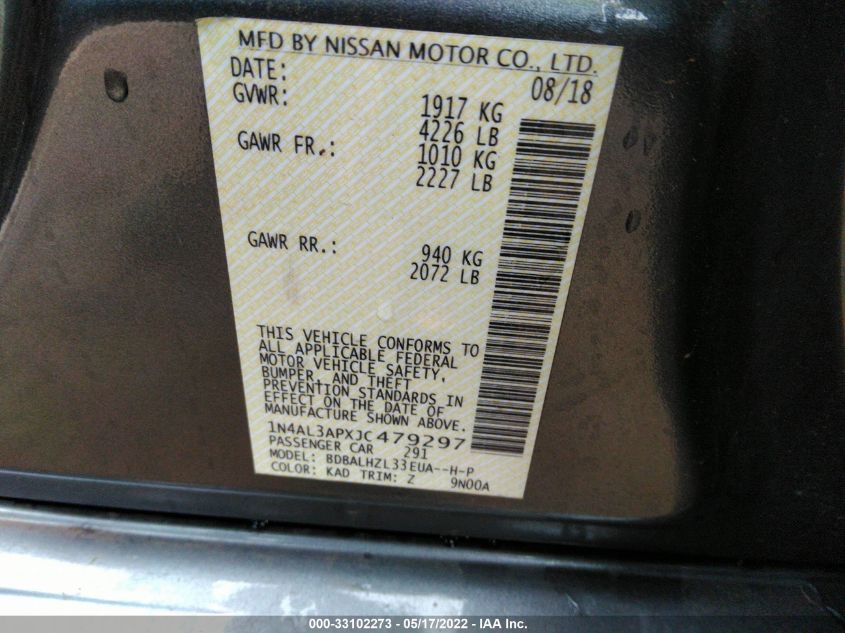 MFD BY NISSAN MOTOR CO., LTD.
DATE: 08/18
GVWR: 1917 KG
4226 LB
GAWR FR.: 1010 KG
2227 LB
GAWR RR.: 940 KG
2072 LB
THIS VEHICLE CONFORMS TO
ALL APPLICABLE FEDERAL
MOTOR VEHICLE SAFETY,
BUMPER, AND THEFT
PREVENTION STANDARDS IN
EFFECT ON THE DATE OF
MANUFACTURE SHOWN ABOVE.
1N4AL3APXJC479297
PASSENGER CAR 291
MODEL: BDBALHZL33EUA--H-P
COLOR: KAD TRIM: Z 9N00A
000-33102273 - 05/17/2022 - IAA Inc.